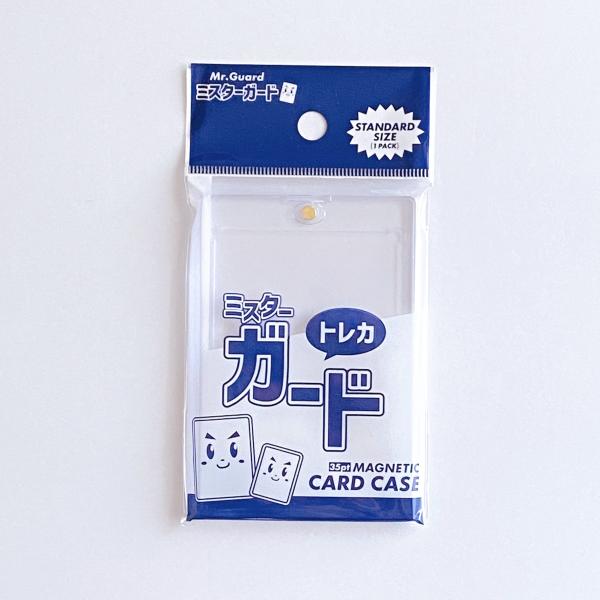 Mr.Guard
ミスターガード
STANDARD
SIZE
(1 PACK)
ミスター
トレカ
ガード
35pt MAGNETIC
CARD CASE